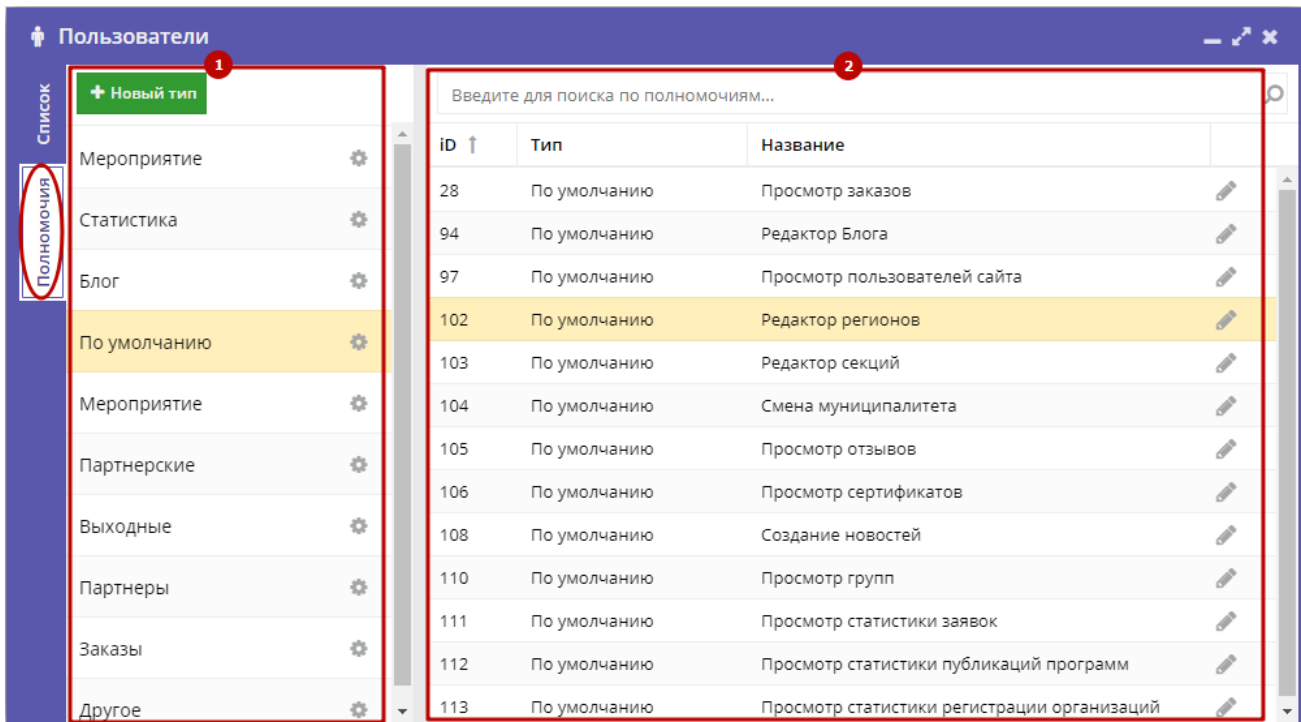 Пользователи
1
2
Список
Полномочия
Новый тип
Мероприятие
Статистика
Блог
По умолчанию
Мероприятие
Партнерские
Выходные
Партнеры
Заказы
Другое
Введите для поиска по полномочиям...
iD Тип Название
28 По умолчанию Просмотр заказов
94 По умолчанию Редактор Блога
97 По умолчанию Просмотр пользователей сайта
102 По умолчанию Редактор регионов
103 По умолчанию Редактор секций
104 По умолчанию Смена муниципалитета
105 По умолчанию Просмотр отзывов
106 По умолчанию Просмотр сертификатов
108 По умолчанию Создание новостей
110 По умолчанию Просмотр групп
111 По умолчанию Просмотр статистики заявок
112 По умолчанию Просмотр статистики публикаций программ
113 По умолчанию Просмотр статистики регистрации организаций